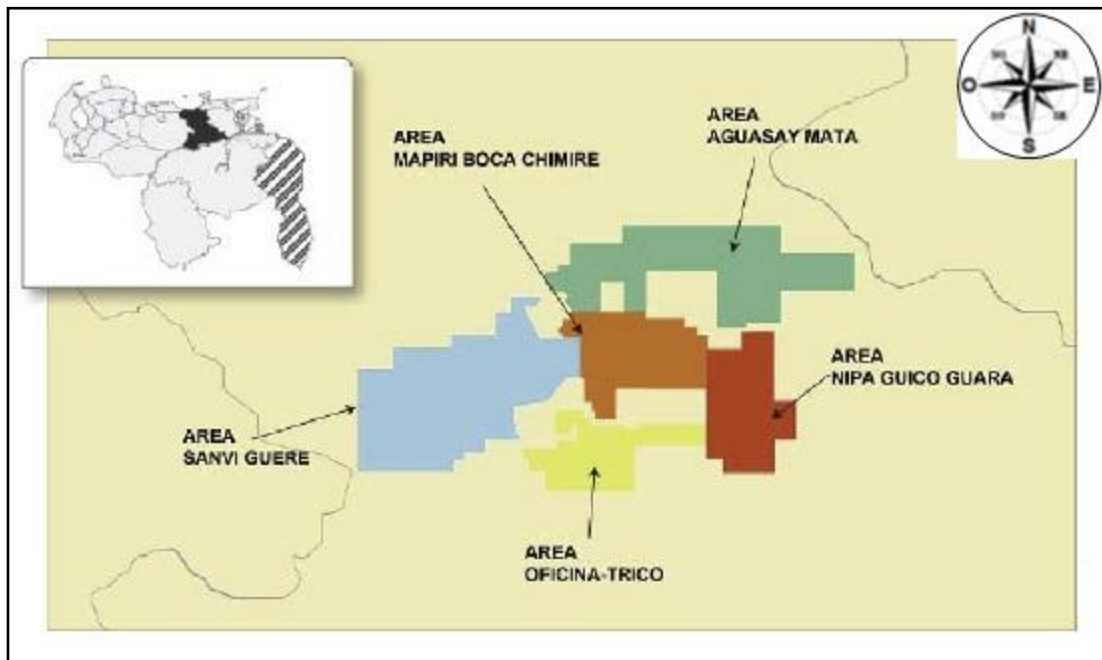 N
O
E
S
AREA
MAPIRI BOCA CHIMIRE
AREA
AGUASAY MATA
AREA
NIPA GUICO GUARA
AREA
SANVI GUERE
AREA
OFICINA-TRICO